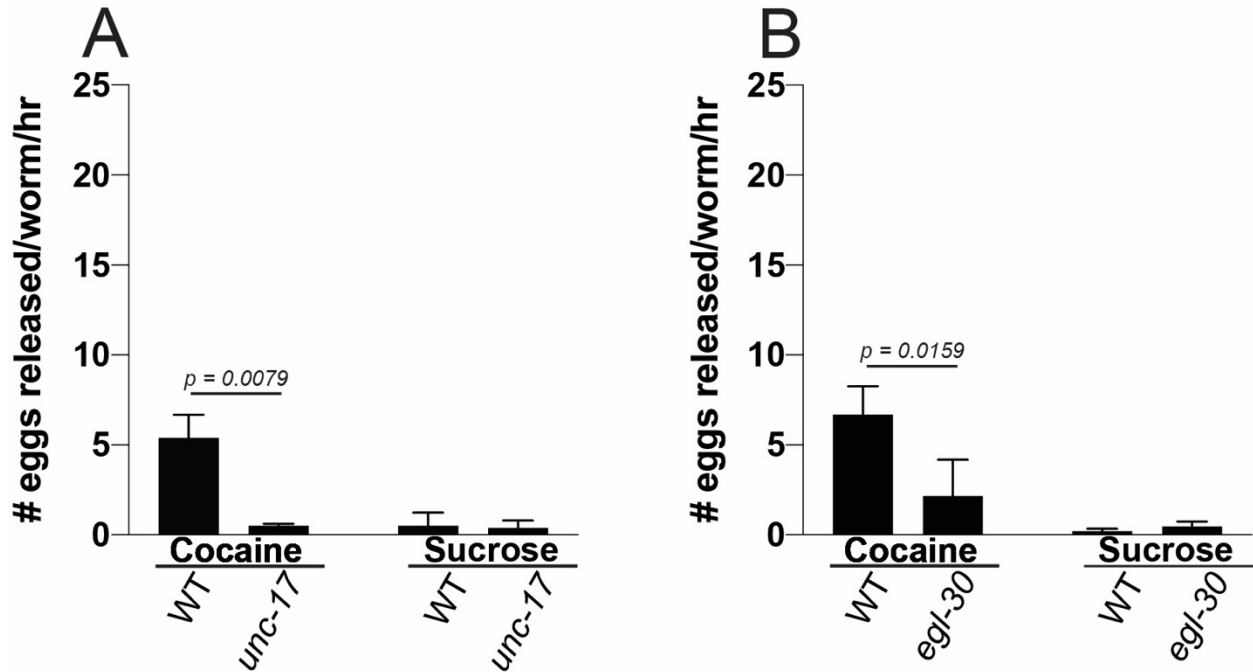 A
# eggs released/worm/hr
25
20
15
10
5
0
p = 0.0079
Cocaine
Sucrose
WT
unc-17
WT
unc-17
B
# eggs released/worm/hr
25
20
15
10
5
0
p = 0.0159
Cocaine
Sucrose
WT
egl-30
WT
egl-30